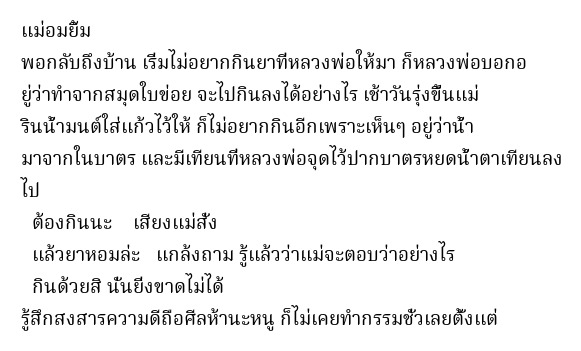 แม่อมยิ้ม
พอกลับถึงบ้าน เริ่มไม่อยากกินยาที่หลวงพ่อให้มา ก็หลวงพ่อบอกอ
ยู่ว่าทำจากสมุดใบข่อย จะไปกินลงได้อย่างไร เช้าวันรุ่งขึ้นแม่
รินน้ำมนต์ใส่แก้วไว้ให้ ก็ไม่อยากกินอีกเพราะเห็นๆ อยู่ว่าน้ำ
มาจากในบาตร และมีเทียนที่หลวงพ่อจุดไว้ปากบาตรหยดน้ำตาเทียนลง
ไป
ต้องกินนะ เสียงแม่สั่ง
แล้วยาหอมล่ะ แกล้งถาม รู้แล้วว่าแม่จะตอบว่าอย่างไร
กินด้วยสิ นั่นยิ่งขาดไม่ได้
รู้สึกสงสารความดีถือศีลห้านะหนู ก็ไม่เคยทำกรรมชั่วเลยตั้งแต่